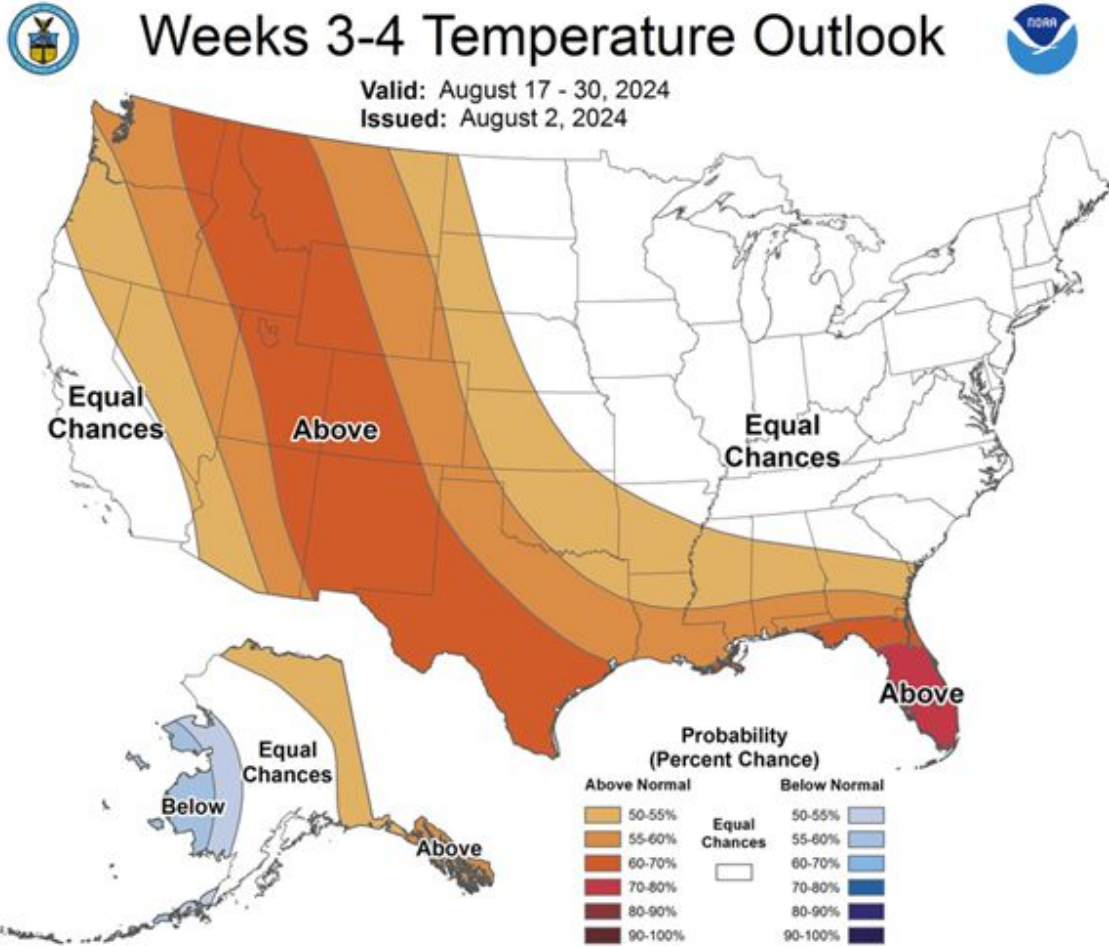 Weeks 3-4 Temperature Outlook
NOAA
Valid: August 17 - 30, 2024
Issued: August 2, 2024
Equal
Chances
Above
Equal
Chances
Above
Equal
Chances
Below
Above
Probability
(Percent Chance)
Above Normal
Below Normal
Equal
Chances
50-55%
55-60%
60-70%
70-80%
80-90%
90-100%
50-55%
55-60%
60-70%
70-80%
80-90%
90-100%